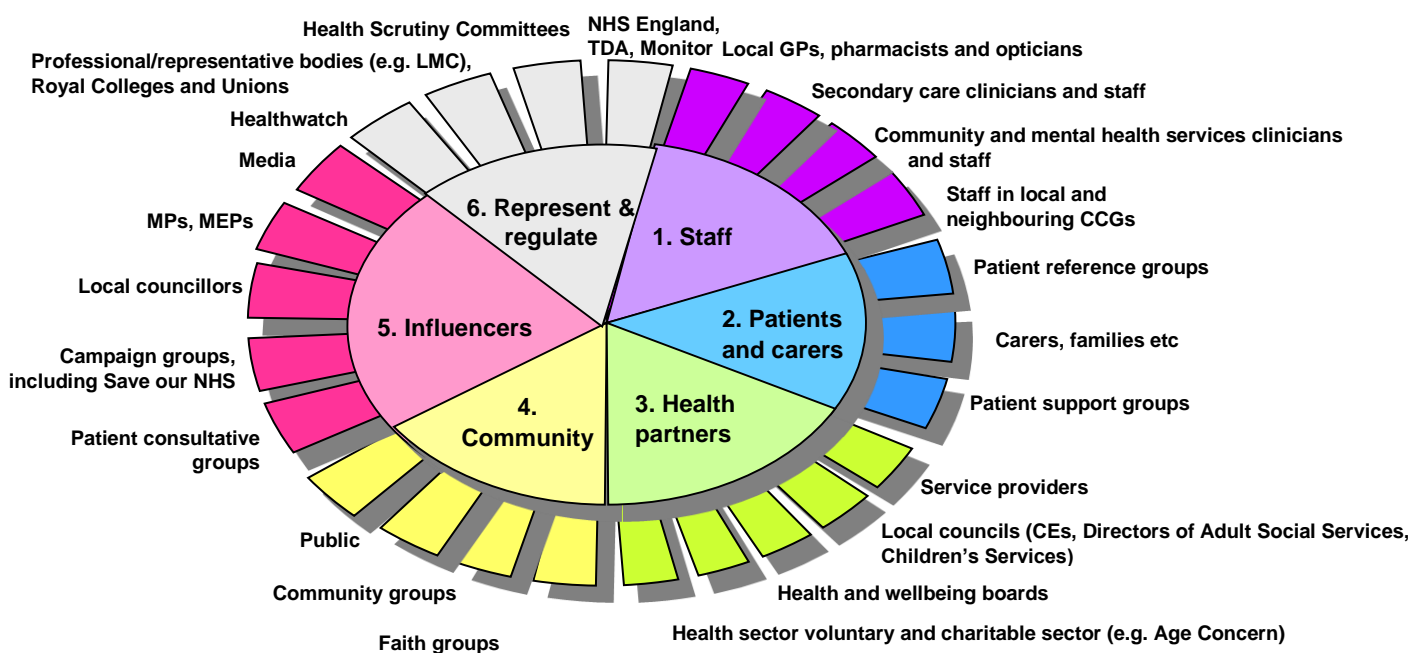 Health Scrutiny Committees
NHS England,
TDA, Monitor
Local GPs, pharmacists and opticians
Professional/representative bodies (e.g. LMC),
Royal Colleges and Unions
Secondary care clinicians and staff
Healthwatch
Community and mental health services clinicians
and staff
Media
Staff in local and
neighbouring CCGs
MPs, MEPs
6. Represent &
regulate
1. Staff
Patient reference groups
Local councillors
5. Influencers
2. Patients
and carers
Carers, families etc
Campaign groups,
including Save our NHS
4.
Community
3. Health
partners
Patient support groups
Patient consultative
groups
Service providers
Public
Local councils (CEs, Directors of Adult Social Services,
Children's Services)
Community groups
Health and wellbeing boards
Faith groups
Health sector voluntary and charitable sector (e.g. Age Concern)